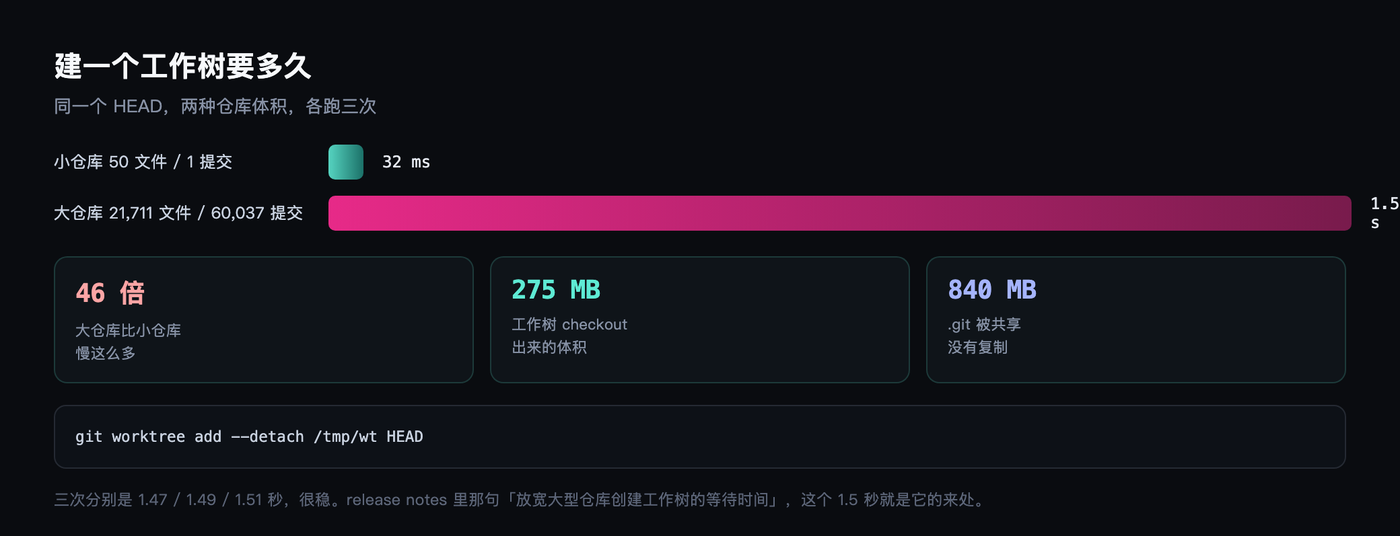 建一个工作树要多久
同一个 HEAD，两种仓库体积，各跑三次
小仓库 50 文件 / 1 提交
32 ms
大仓库 21,711 文件 / 60,037 提交
1.5
s
46 倍
大仓库比小仓库
慢这么多
275 MB
工作树 checkout
出来的体积
840 MB
.git 被共享
没有复制
git worktree add --detach /tmp/wt HEAD
三次分别是 1.47 / 1.49 / 1.51 秒，很稳。release notes 里那句「放宽大型仓库创建工作树的等待时间」，这个 1.5 秒就是它的来处。